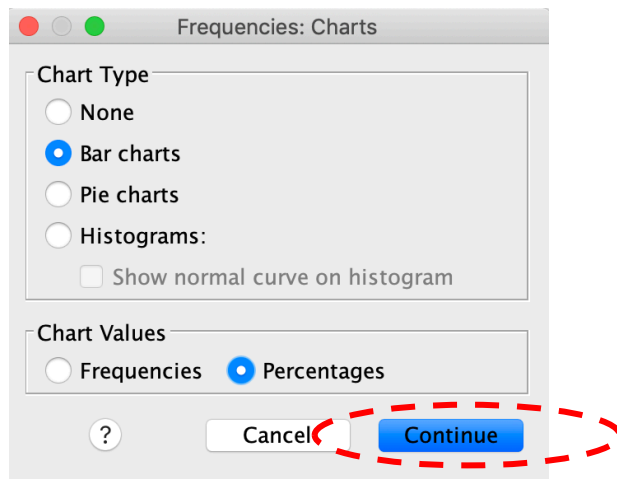 Frequencies: Charts
Chart Type
None
Bar charts
Pie charts
Histograms:
Show normal curve on histogram
Chart Values
Frequencies Percentages
? Cancel Continue